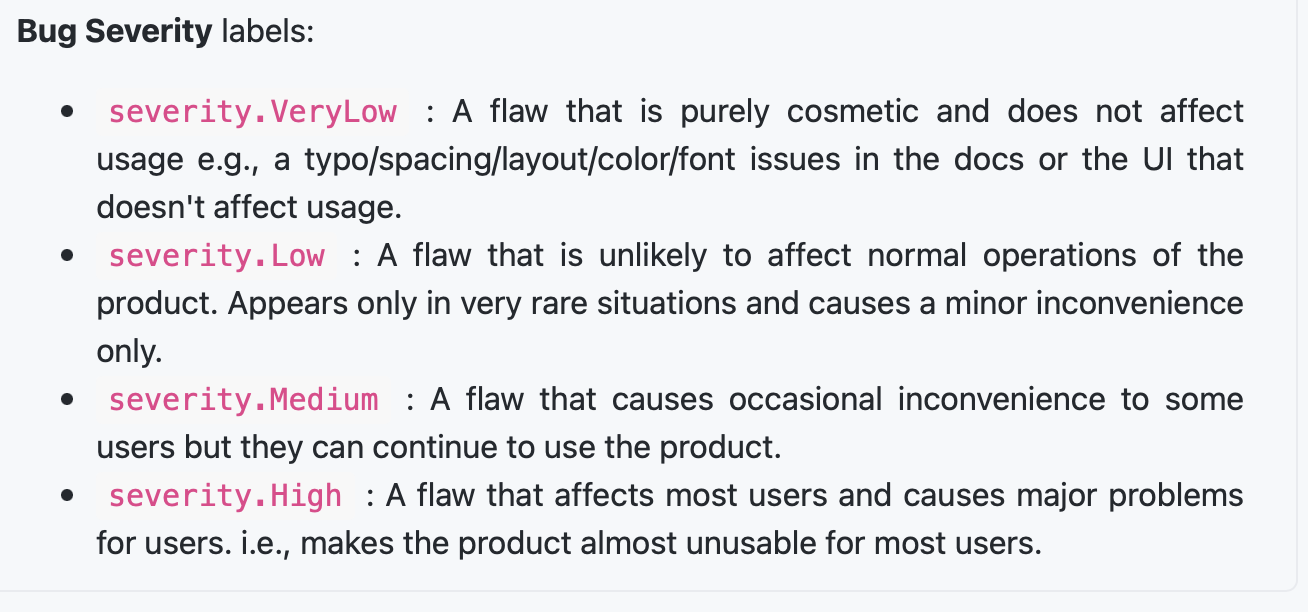 Bug Severity labels:
• severity.VeryLow : A flaw that is purely cosmetic and does not affect
usage e.g., a typo/spacing/layout/color/font issues in the docs or the UI that
doesn't affect usage.
• severity.Low : A flaw that is unlikely to affect normal operations of the
product. Appears only in very rare situations and causes a minor inconvenience
only.
• severity.Medium : A flaw that causes occasional inconvenience to some
users but they can continue to use the product.
• severity.High : A flaw that affects most users and causes major problems
for users. i.e., makes the product almost unusable for most users.